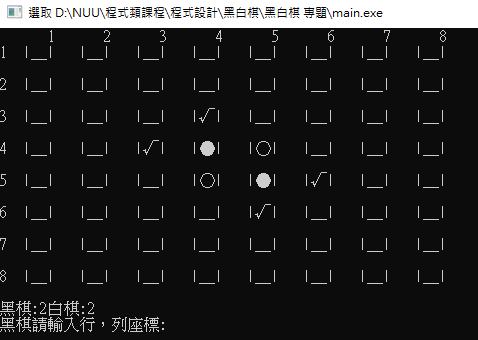 選取 D:\NUU\程式類課程\程式設計\黑白棋\黑白棋 專題\main.exe
1 2 3 4 5 6 7 8
1 |__| |__| |__| |__| |__| |__| |__| |__|
2 |__| |__| |__| |__| |__| |__| |__| |__|
3 |__| |__| |__| |√| |__| |__| |__| |__|
4 |__| |__| |√| |●| |○| |__| |__| |__|
5 |__| |__| |__| |○| |●| |√| |__| |__|
6 |__| |__| |__| |__| |√| |__| |__| |__|
7 |__| |__| |__| |__| |__| |__| |__| |__|
8 |__| |__| |__| |__| |__| |__| |__| |__|
黑棋:2白棋:2
黑棋請輸入行，列座標: